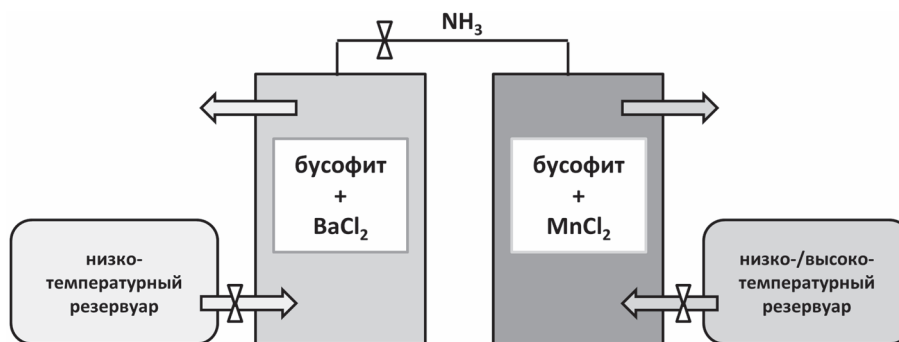 NH₃
бусофит
+
BaCl₂
бусофит
+
MnCl₂
низко-
температурный
резервуар
низко-/высоко-
температурный
резервуар